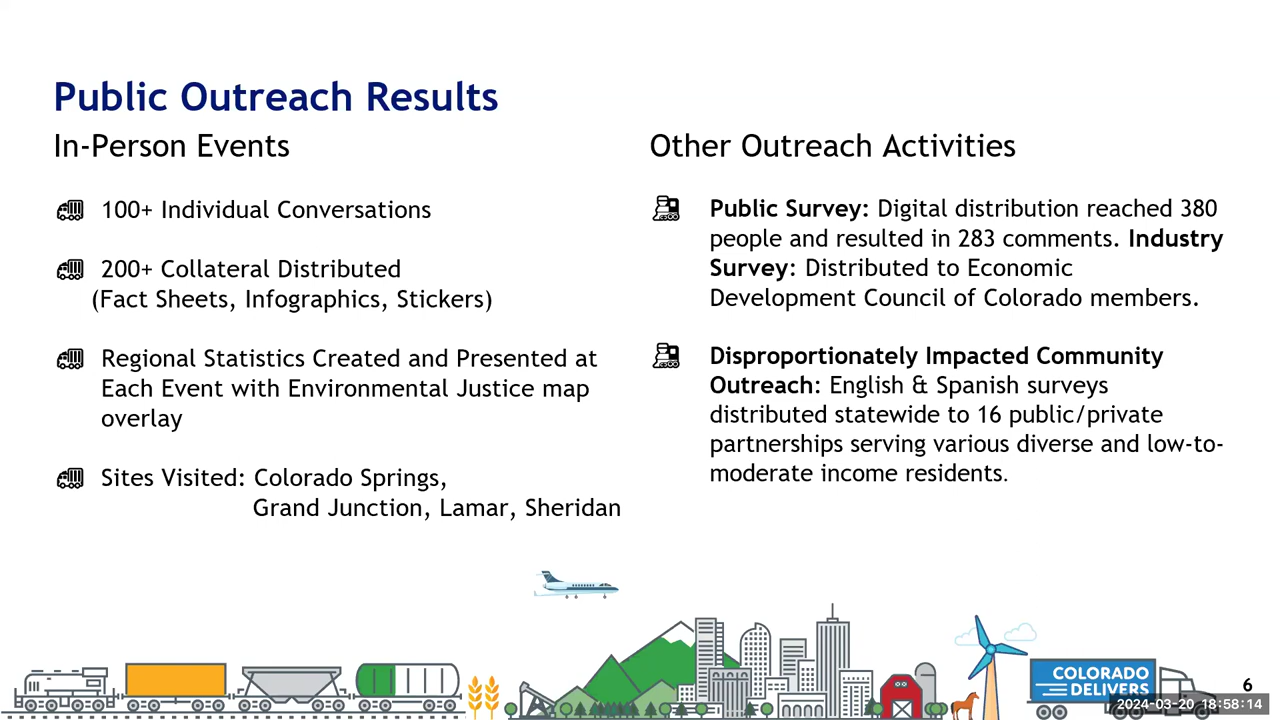 Public Outreach Results
In-Person Events
100+ Individual Conversations
200+ Collateral Distributed
(Fact Sheets, Infographics, Stickers)
Regional Statistics Created and Presented at
Each Event with Environmental Justice map
overlay
Sites Visited: Colorado Springs,
Grand Junction, Lamar, Sheridan
Other Outreach Activities
Public Survey: Digital distribution reached 380
people and resulted in 283 comments. Industry
Survey: Distributed to Economic
Development Council of Colorado members.
Disproportionately Impacted Community
Outreach: English & Spanish surveys
distributed statewide to 16 public/private
partnerships serving various diverse and low-to-
moderate income residents.
COLORADO
DELIVERS
6
2024-03-20 18:58:14